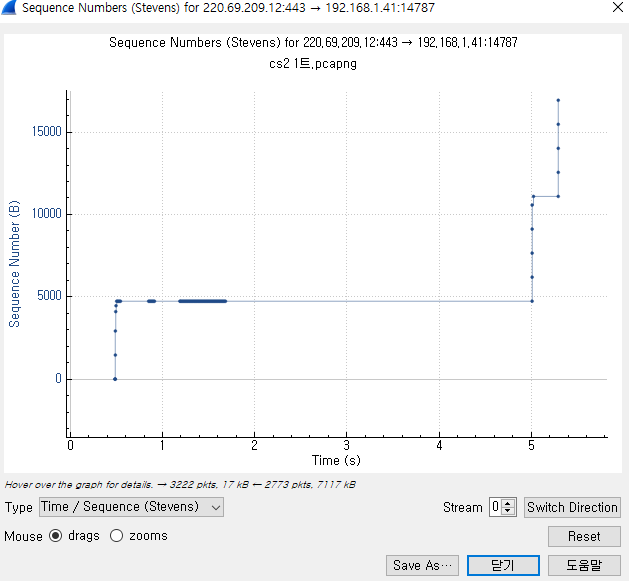 Sequence Numbers (Stevens) for 220.69.209.12:443 → 192.168.1.41:14787
Sequence Numbers (Stevens) for 220.69.209.12:443 → 192.168.1.41:14787
cs2 1트.pcapng
15000
10000
5000
0
Sequence Number (B)
0 1 2 3 4 5
Time (s)
Hover over the graph for details. → 3222 pkts, 17 kB ← 2773 pkts, 7117 kB
Type Time / Sequence (Stevens) Stream 0 Switch Direction
Mouse drags zooms Reset
Save As… 닫기 도움말